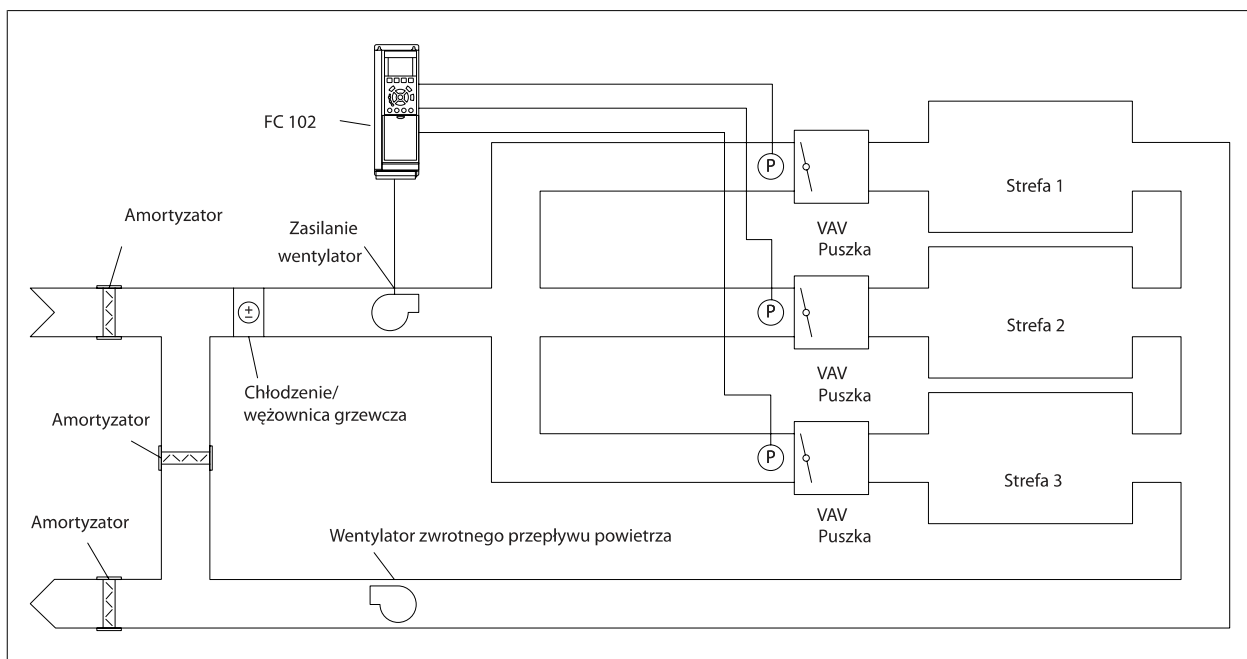 FC 102
Amortyzator
Zasilanie
wentylator
P
VAV
Puszka
Strefa 1
±
P
VAV
Puszka
Strefa 2
Chłodzenie/
wężownica grzewcza
Amortyzator
P
VAV
Puszka
Strefa 3
Amortyzator
Wentylator zwrotnego przepływu powietrza